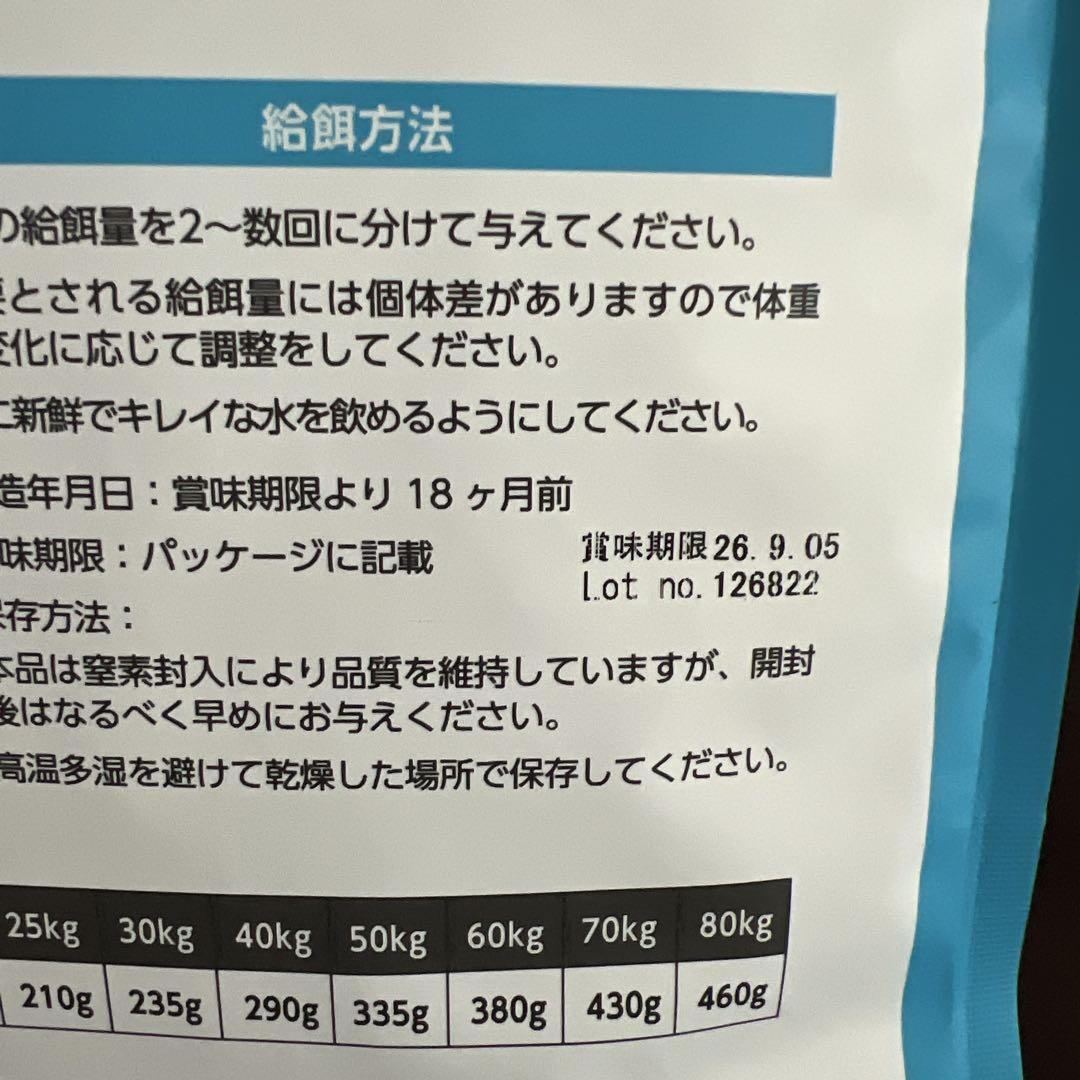 給餌方法
の給餌量を2〜数回に分けて与えてください。
要とされる給餌量には個体差がありますので体重
変化に応じて調整をしてください。
に新鮮でキレイな水を飲めるようにしてください。
造年月日：賞味期限より 18 ヶ月前
味期限：パッケージに記載
賞味期限26. 9. 05
Lot no. 126822
保存方法：
本品は窒素封入により品質を維持していますが、開封
後はなるべく早めにお与えください。
高温多湿を避けて乾燥した場所で保存してください。
25kg 30kg 40kg 50kg 60kg 70kg 80kg
210g 235g 290g 335g 380g 430g 460g